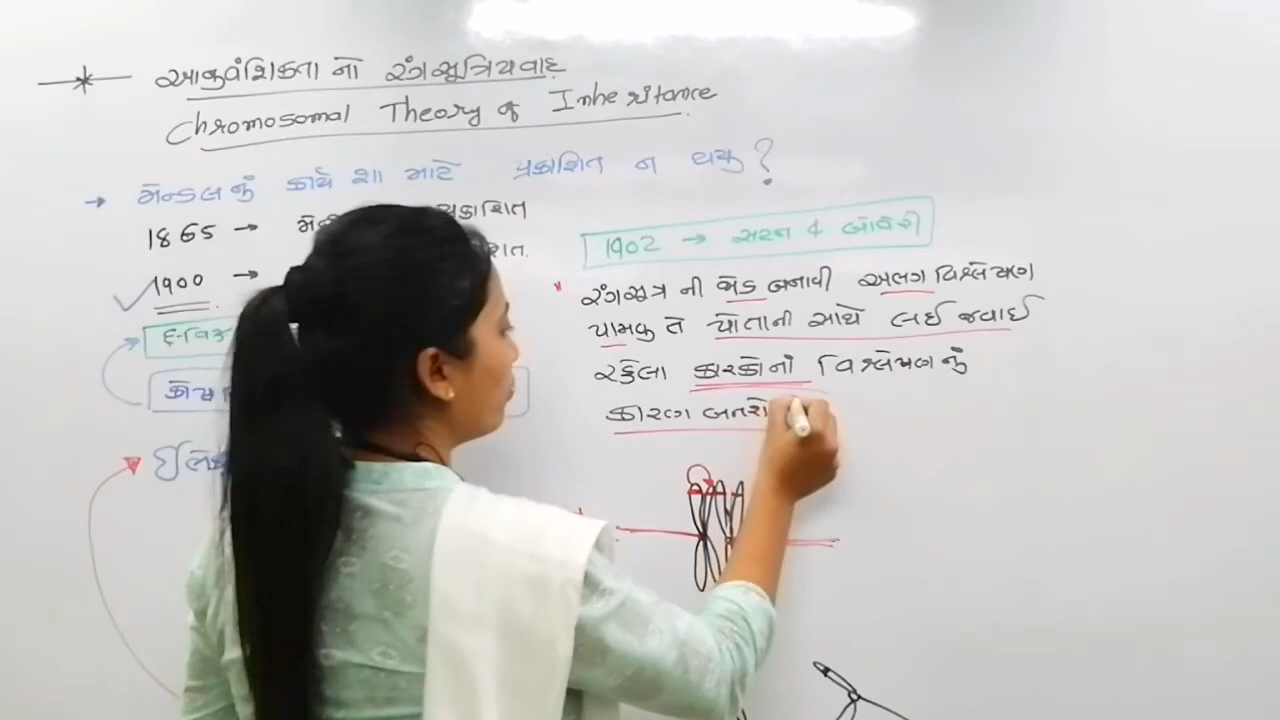 આનુવંશિકતા નો રંગસૂત્રિયવાદ
Chromosomal Theory of Inheritance
→ મેન્ડલનું કાર્ય શા માટે પ્રકાશિત ન થયુ?
1865 → પ્રકાશિત
1900 →
1902 → સટન & બોવેરી
* રંગસૂત્ર ની જોડ બનાવી અલગ વિશ્લેષણ
પામવુ તે પોતાની સાથે લઈ જવાઈ
રહેલા કારકોનાં વિશ્લેષણનું
કારણ બનશે